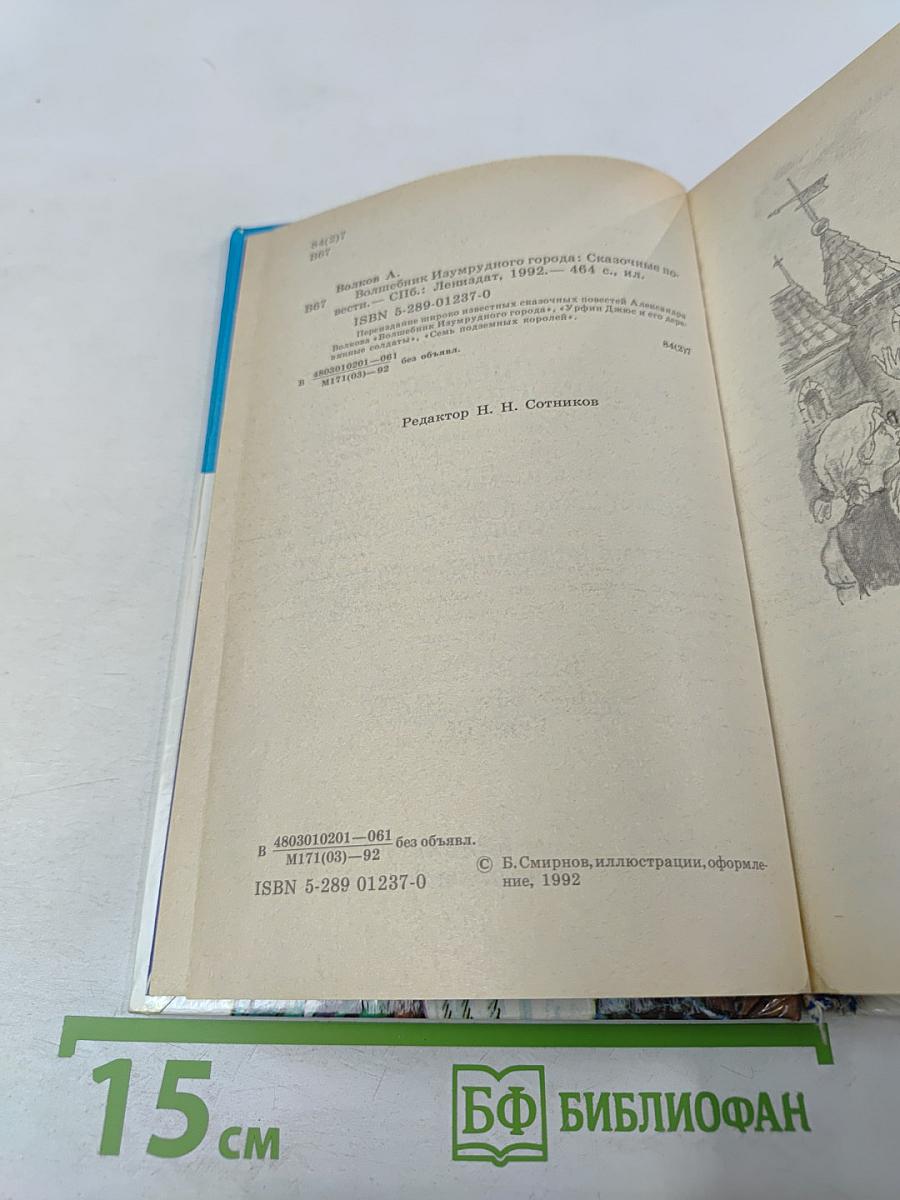 84(2)7
В67
Волков А.
В67 Волшебник Изумрудного города: Сказочные по-
вести.— СПб.: Лениздат, 1992.— 464 с., ил.
ISBN 5-289-01237-0
Переиздание широко известных сказочных повестей Александра
Волкова «Волшебник Изумрудного города», «Урфин Джюс и его дере-
вянные солдаты», «Семь подземных королей».
В 4803010201—061 без объявл.
М171(03)—92
84(2)7
Редактор Н. Н. Сотников
В 4803010201—061 без объявл.
М171(03)—92
ISBN 5-289 01237-0
© Б. Смирнов, иллюстрации, оформле-
ние, 1992
15 см
БФ БИБЛИОФАН